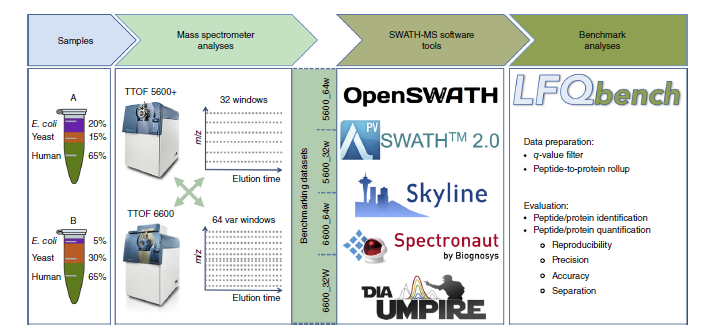 Samples
Mass spectrometer
analyses
SWATH-MS software
tools
Benchmark
analyses
A
E. coli 20%
Yeast 15%
Human 65%
B
E. coli 5%
Yeast 30%
Human 65%
TTOF 5600+
32 windows
m/z
Elution time
TTOF 6600
64 var windows
m/z
Elution time
Benchmarking datasets
5600_64w
5600_32w
6600_64w
6600_32W
OpenSWATH
PV
SWATH™ 2.0
Skyline
Spectronaut
by Biognosys
DIA
UMPIRE
LFQbench
Data preparation:
• q-value filter
• Peptide-to-protein rollup
Evaluation:
• Peptide/protein identification
• Peptide/protein quantification
o Reproducibility
o Precision
o Accuracy
o Separation